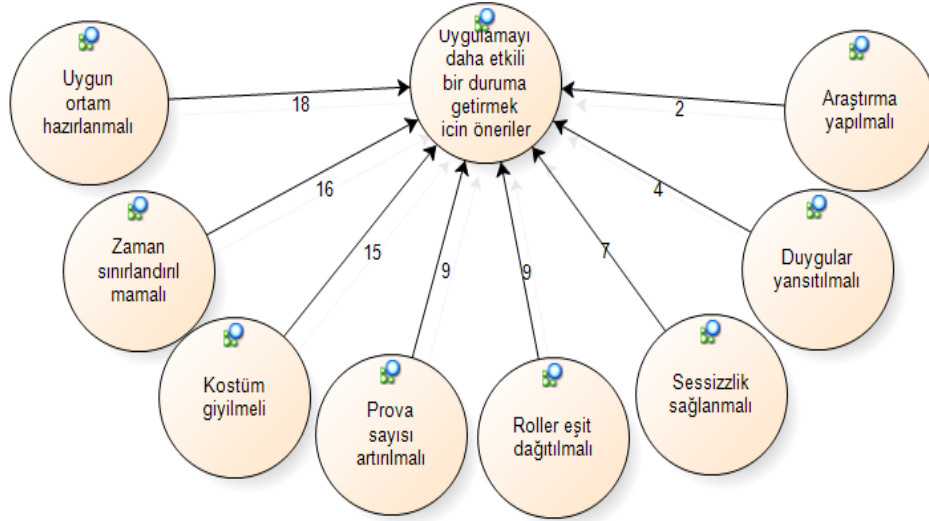 Uygulamayı
daha etkili
bir duruma
getirmek
icin öneriler
Uygun
ortam
hazırlanmalı
18
Zaman
sınırlandırıl
mamalı
16
Kostüm
giyilmeli
15
Prova
sayısı
artırılmalı
9
Roller eşit
dağıtılmalı
9
Sessizzlik
sağlanmalı
7
Duygular
yansıtılmalı
4
Araştırma
yapılmalı
2